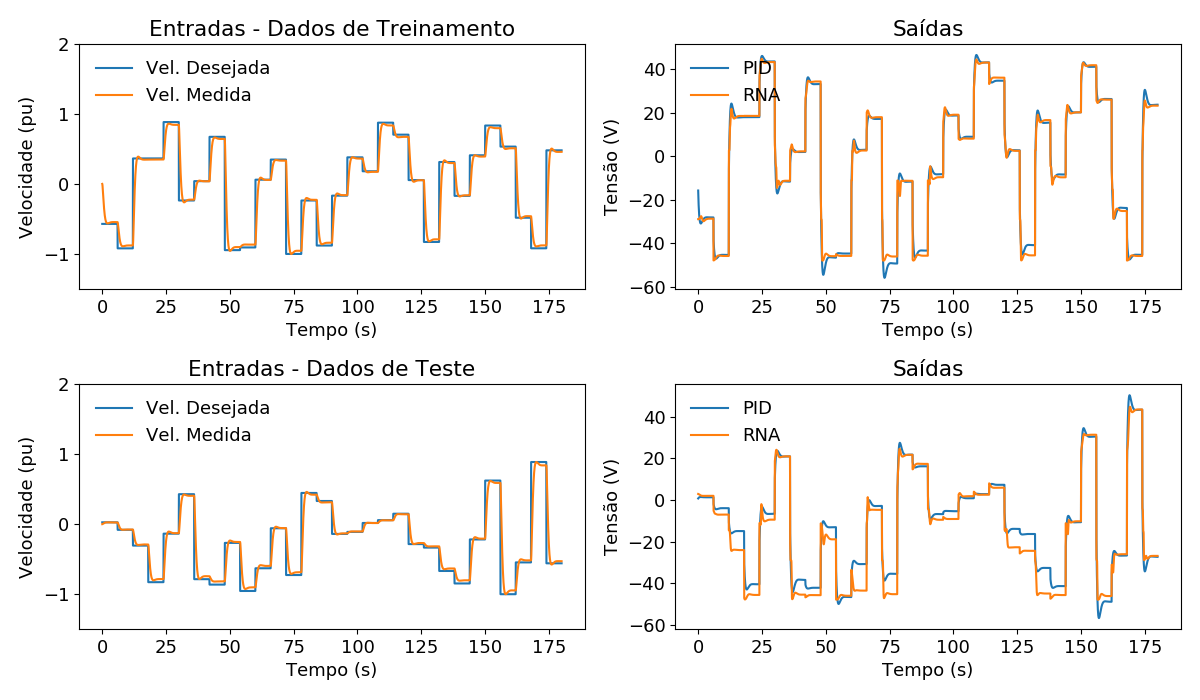 Entradas - Dados de Treinamento
2
1
0
−1
Velocidade (pu)
Vel. Desejada
Vel. Medida
0 25 50 75 100 125 150 175
Tempo (s)
Saídas
40
20
0
−20
−40
−60
Tensão (V)
PID
RNA
0 25 50 75 100 125 150 175
Tempo (s)
Entradas - Dados de Teste
2
1
0
−1
Velocidade (pu)
Vel. Desejada
Vel. Medida
0 25 50 75 100 125 150 175
Tempo (s)
Saídas
40
20
0
−20
−40
−60
Tensão (V)
PID
RNA
0 25 50 75 100 125 150 175
Tempo (s)